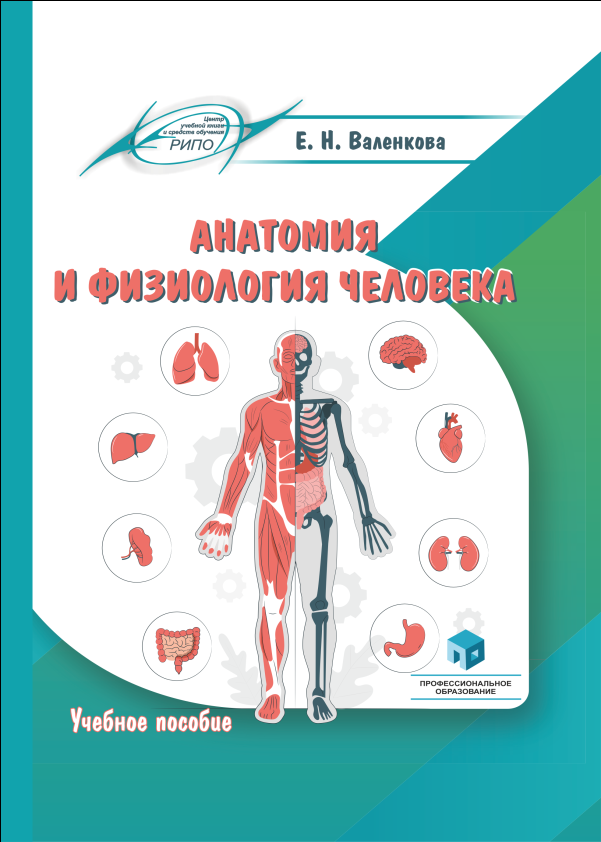 Центр
учебной книги
и средств обучения
РИПО
Е. Н. Валенкова
АНАТОМИЯ
И ФИЗИОЛОГИЯ ЧЕЛОВЕКА
ПРОФЕССИОНАЛЬНОЕ
ОБРАЗОВАНИЕ
Учебное пособие